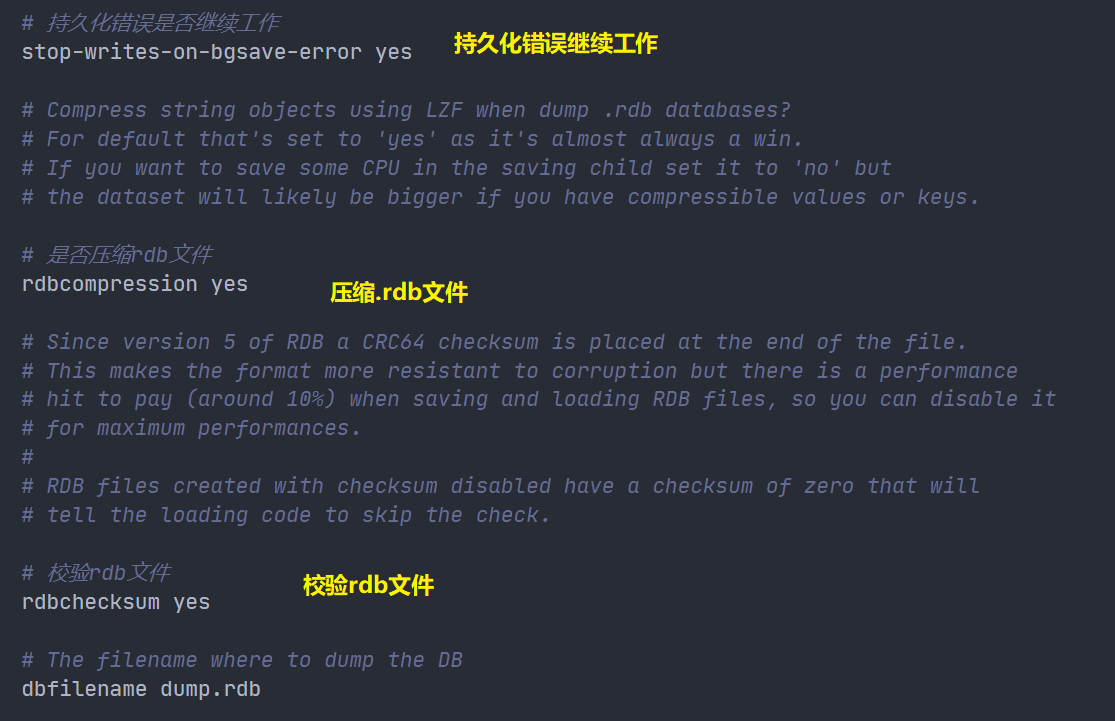 # 持久化错误是否继续工作
stop-writes-on-bgsave-error yes
持久化错误继续工作
# Compress string objects using LZF when dump .rdb databases?
# For default that's set to 'yes' as it's almost always a win.
# If you want to save some CPU in the saving child set it to 'no' but
# the dataset will likely be bigger if you have compressible values or keys.
# 是否压缩rdb文件
rdbcompression yes
压缩.rdb文件
# Since version 5 of RDB a CRC64 checksum is placed at the end of the file.
# This makes the format more resistant to corruption but there is a performance
# hit to pay (around 10%) when saving and loading RDB files, so you can disable it
# for maximum performances.
#
# RDB files created with checksum disabled have a checksum of zero that will
# tell the loading code to skip the check.
# 校验rdb文件
校验rdb文件
rdbchecksum yes
# The filename where to dump the DB
dbfilename dump.rdb